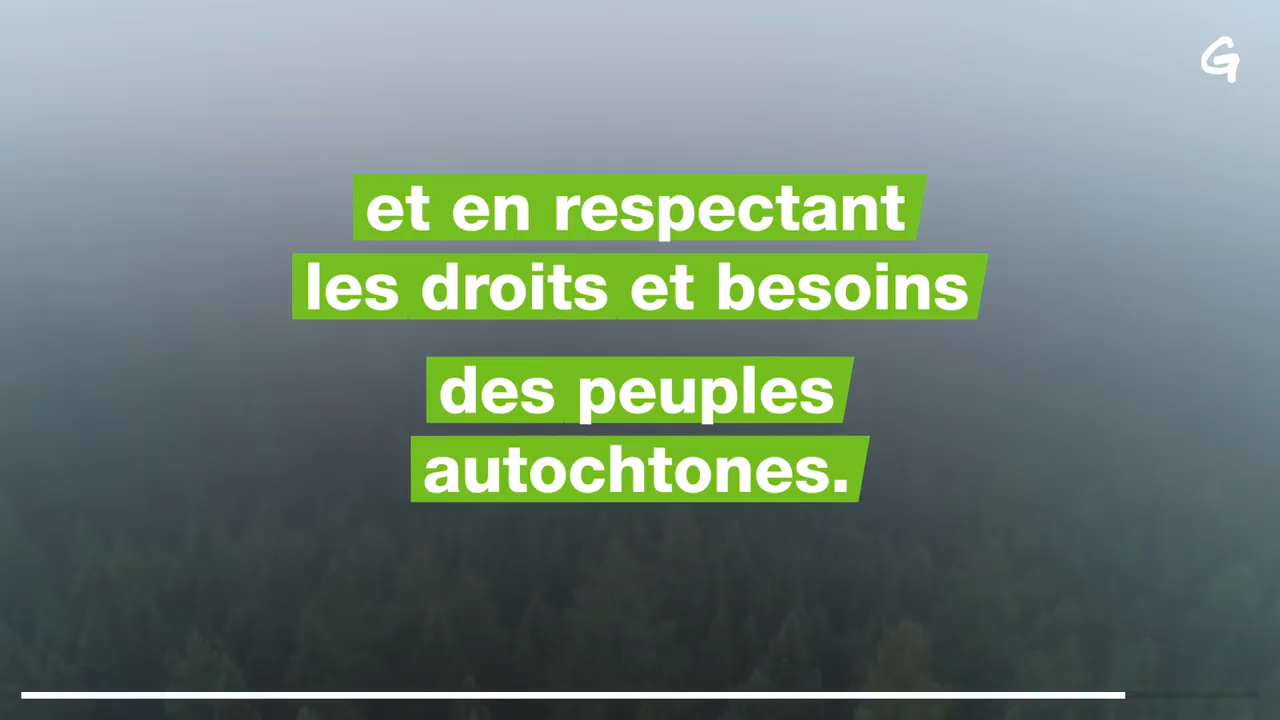 G
et en respectant
les droits et besoins
des peuples
autochtones.